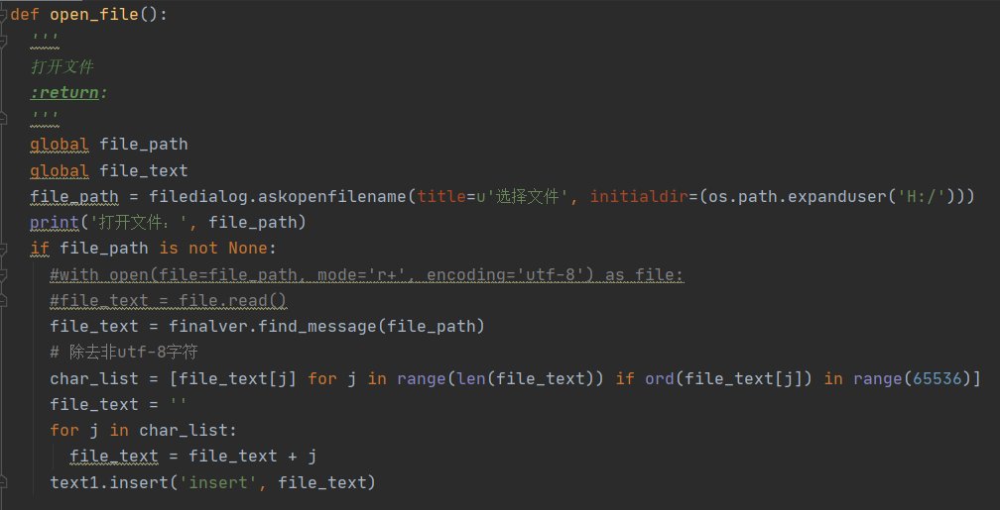 def open_file():
'''
打开文件
:return:
'''
global file_path
global file_text
file_path = filedialog.askopenfilename(title=u'选择文件', initialdir=(os.path.expanduser('H:/')))
print('打开文件：', file_path)
if file_path is not None:
#with open(file=file_path, mode='r+', encoding='utf-8') as file:
#file_text = file.read()
file_text = finalver.find_message(file_path)
# 除去非utf-8字符
char_list = [file_text[j] for j in range(len(file_text)) if ord(file_text[j]) in range(65536)]
file_text = ''
for j in char_list:
file_text = file_text + j
text1.insert('insert', file_text)